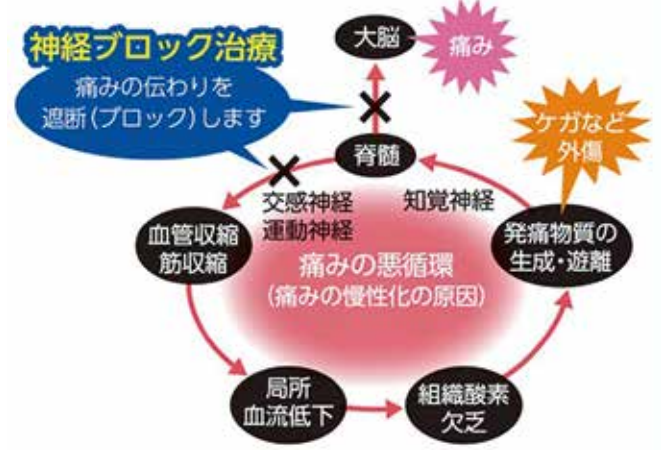 神経ブロック治療
痛みの伝わりを
遮断(ブロック)します
大脳
痛み
脊髄
ケガなど
外傷
交感神経
運動神経
知覚神経
血管収縮
筋収縮
発痛物質の
生成・遊離
痛みの悪循環
(痛みの慢性化の原因)
局所
血流低下
組織酸素
欠乏